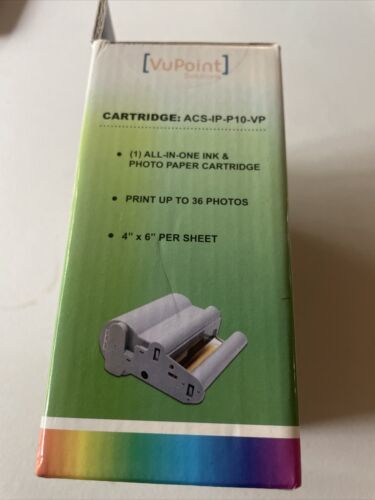 [VuPoint]
Solutions
CARTRIDGE: ACS-IP-P10-VP
• (1) ALL-IN-ONE INK &
PHOTO PAPER CARTRIDGE
• PRINT UP TO 36 PHOTOS
• 4" x 6" PER SHEET